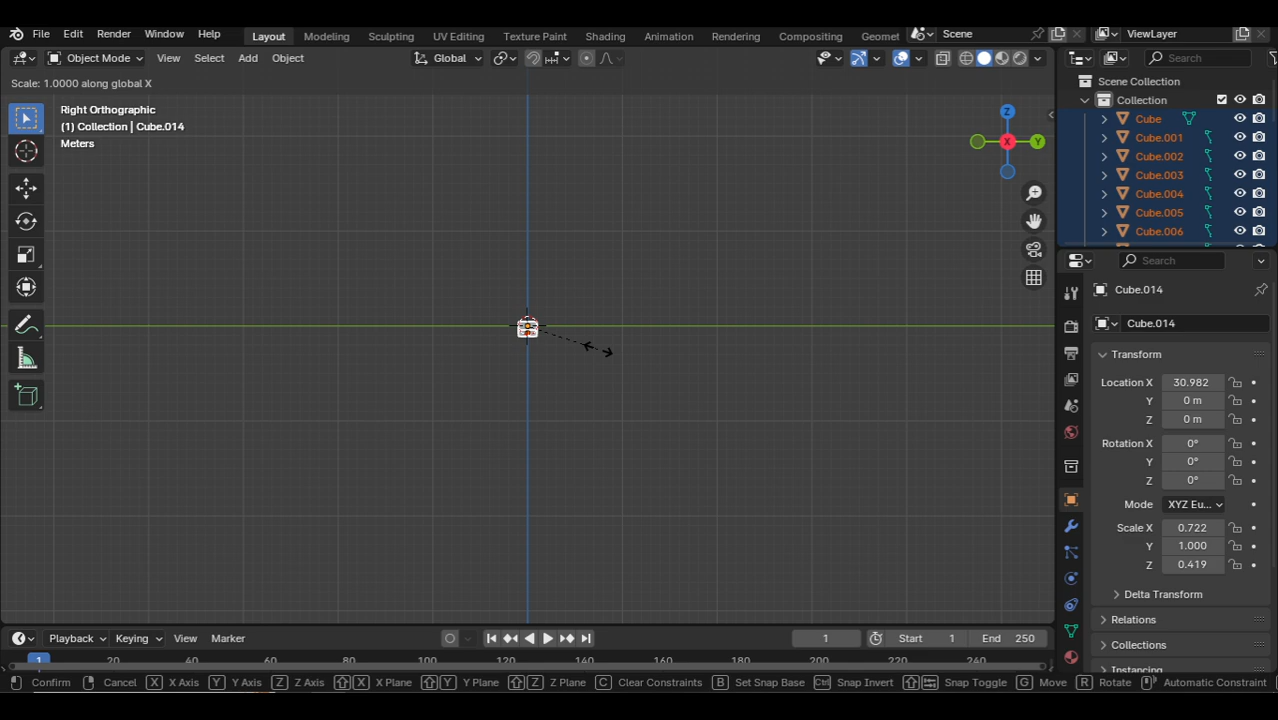 File Edit Render Window Help Layout Modeling Sculpting UV Editing Texture Paint Shading Animation Rendering Compositing Geomet Scene ViewLayer
Object Mode View Select Add Object Global Search
Scale: 1.0000 along global X
Right Orthographic
(1) Collection | Cube.014
Meters
Z
Y
X
Scene Collection
Collection
Cube
Cube.001
Cube.002
Cube.003
Cube.004
Cube.005
Cube.006
Search
Cube.014
Cube.014
Transform
Location X 30.982
Y 0 m
Z 0 m
Rotation X 0°
Y 0°
Z 0°
Mode XYZ Eu...
Scale X 0.722
Y 1.000
Z 0.419
Delta Transform
Relations
Collections
Instancing
Playback Keying View Marker 1 Start 1 End 250
1 20 40 60 80 100 120 140 160 180 200 220 240
Confirm Cancel X X Axis Y Y Axis Z Z Axis X X Plane Y Y Plane Z Z Plane C Clear Constraints B Set Snap Base Ctrl Snap Invert Snap Toggle G Move R Rotate Automatic Constraint